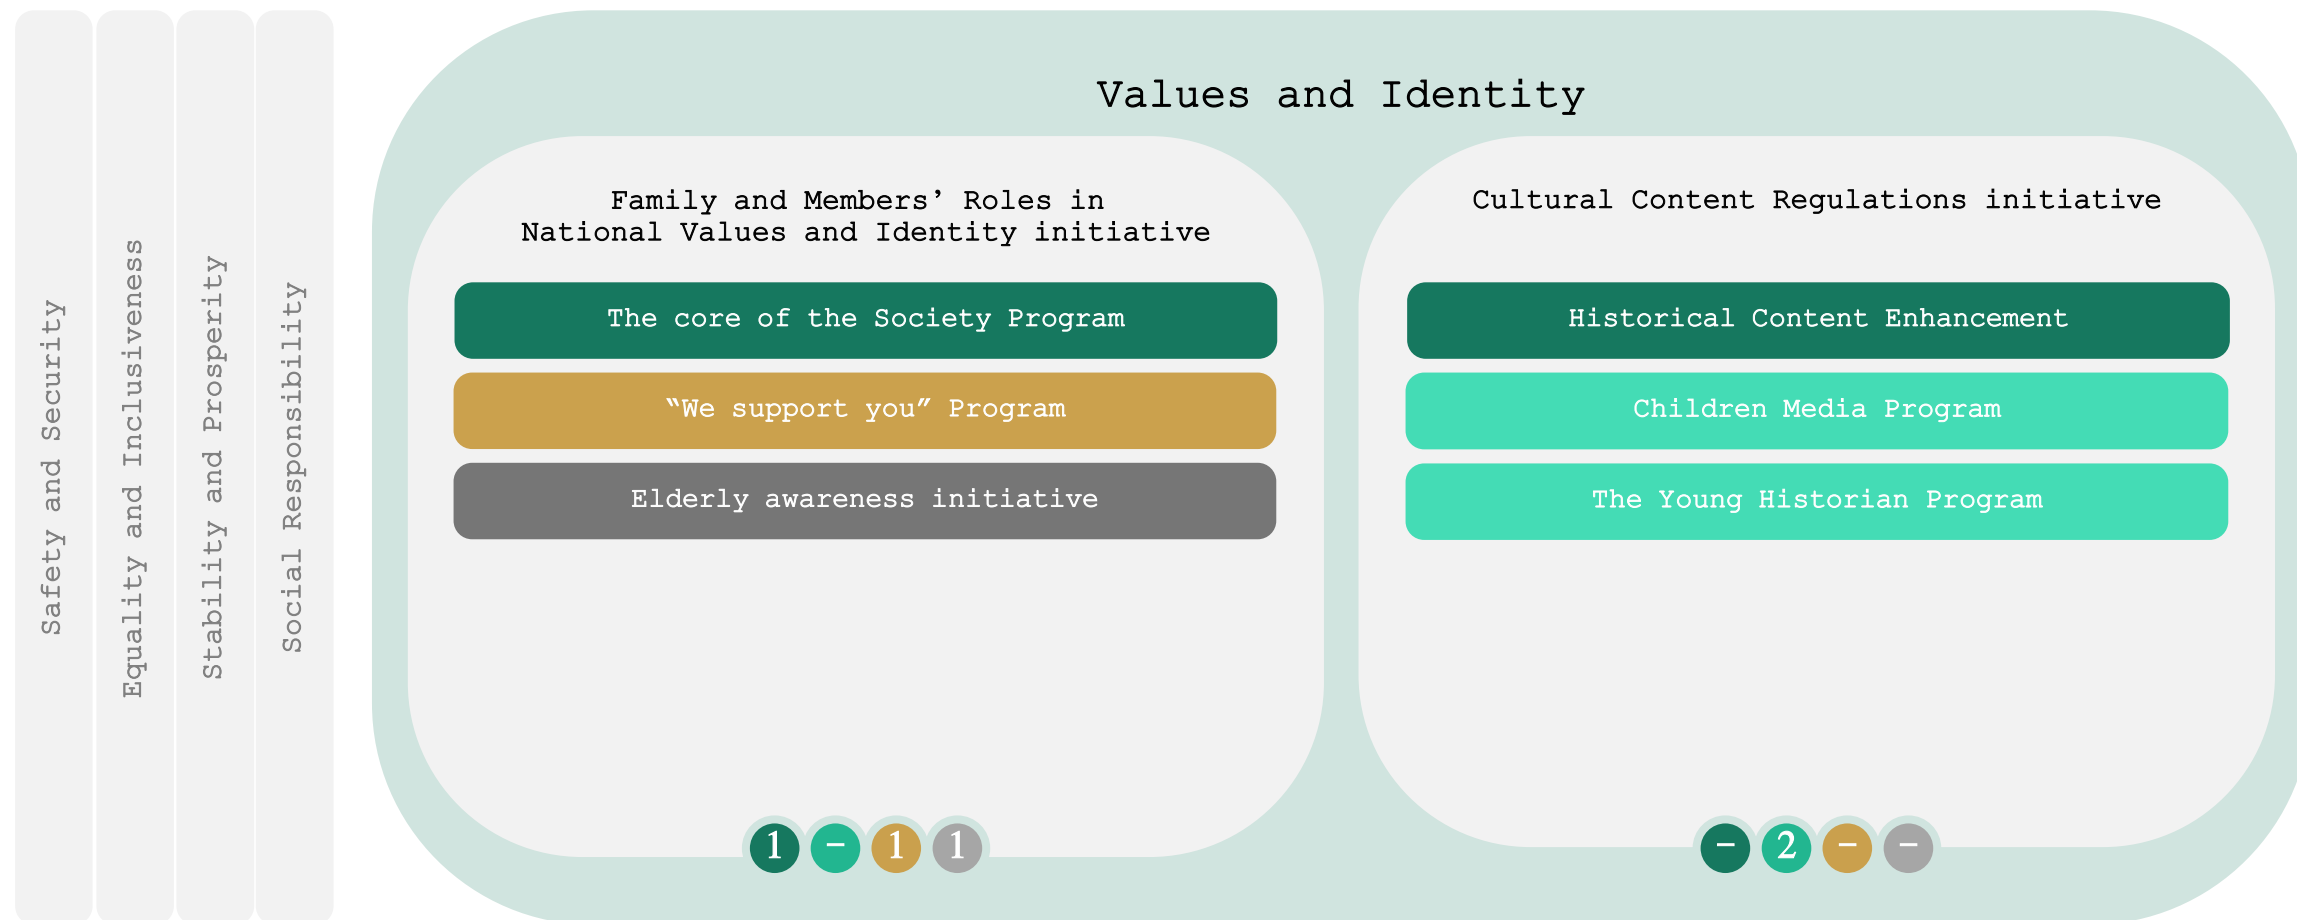 Safety and Security
Equality and Inclusiveness
Stability and Prosperity
Social Responsibility
Values and Identity
Family and Members’ Roles in
National Values and Identity initiative
The core of the Society Program
“We support you” Program
Elderly awareness initiative
1 – 1 1
Cultural Content Regulations initiative
Historical Content Enhancement
Children Media Program
The Young Historian Program
– 2 – –